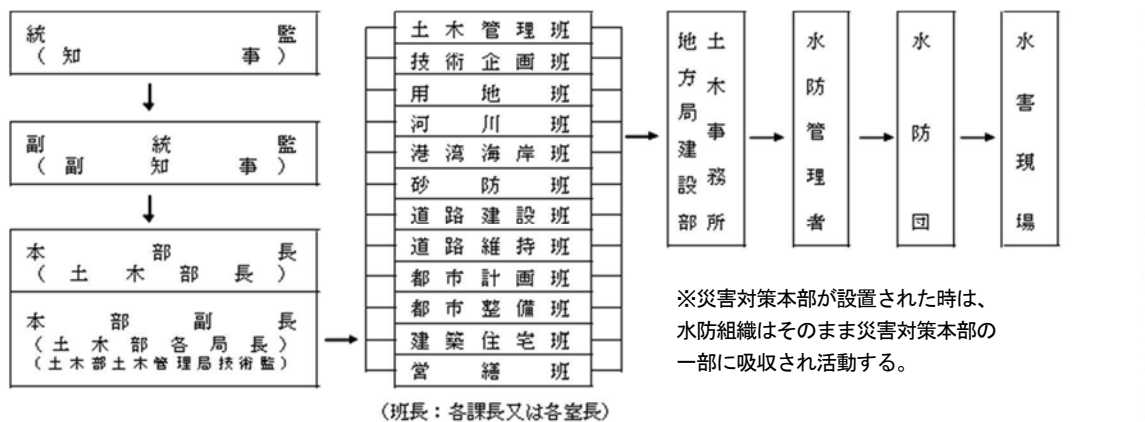 統監
(知事)
副統監
(副知事)
本部長
(土木部長)
本部副長
(土木部各局長)
(土木部土木管理局技術監)
土木管理班
技術企画班
用地班
河川班
港湾海岸班
砂防班
道路建設班
道路維持班
都市計画班
都市整備班
建築住宅班
営繕班
(班長:各課長又は各室長)
地方局建設部
土木事務所
水防管理者
水防団
水害現場
※災害対策本部が設置された時は、
水防組織はそのまま災害対策本部の
一部に吸収され活動する。